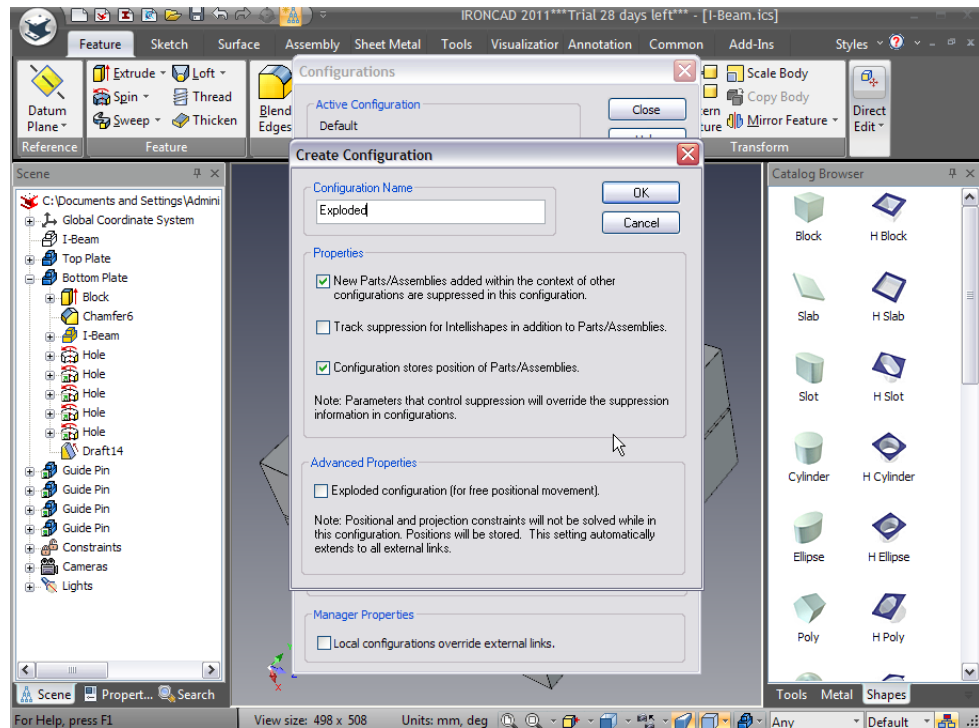 IRONCAD 2011***Trial 28 days left*** - [I-Beam.ics]
Feature Sketch Surface Assembly Sheet Metal Tools Visualizatior Annotation Common Add-Ins Styles
Datum Plane
Reference
Extrude Loft
Spin Thread
Sweep Thicken
Feature
Blend
Edges
Scale Body
Copy Body
Mirror Feature
Transform
Direct
Edit
Configurations
Active Configuration
Default
Close
Create Configuration
Configuration Name
Exploded
OK
Cancel
Properties
New Parts/Assemblies added within the context of other
configurations are suppressed in this configuration.
Track suppression for Intellishapes in addition to Parts/Assemblies.
Configuration stores position of Parts/Assemblies.
Note: Parameters that control suppression will override the suppression
information in configurations.
Advanced Properties
Exploded configuration (for free positional movement).
Note: Positional and projection constraints will not be solved while in
this configuration. Positions will be stored. This setting automatically
extends to all external links.
Manager Properties
Local configurations override external links.
Scene
C:\Documents and Settings\Admini
Global Coordinate System
I-Beam
Top Plate
Bottom Plate
Block
Chamfer6
I-Beam
Hole
Hole
Hole
Hole
Hole
Draft14
Guide Pin
Guide Pin
Guide Pin
Guide Pin
Constraints
Cameras
Lights
Scene Propert... Search
Catalog Browser
Block H Block
Slab H Slab
Slot H Slot
Cylinder H Cylinder
Ellipse H Ellipse
Poly H Poly
Tools Metal Shapes
For Help, press F1 View size: 498 x 508 Units: mm, deg Any Default